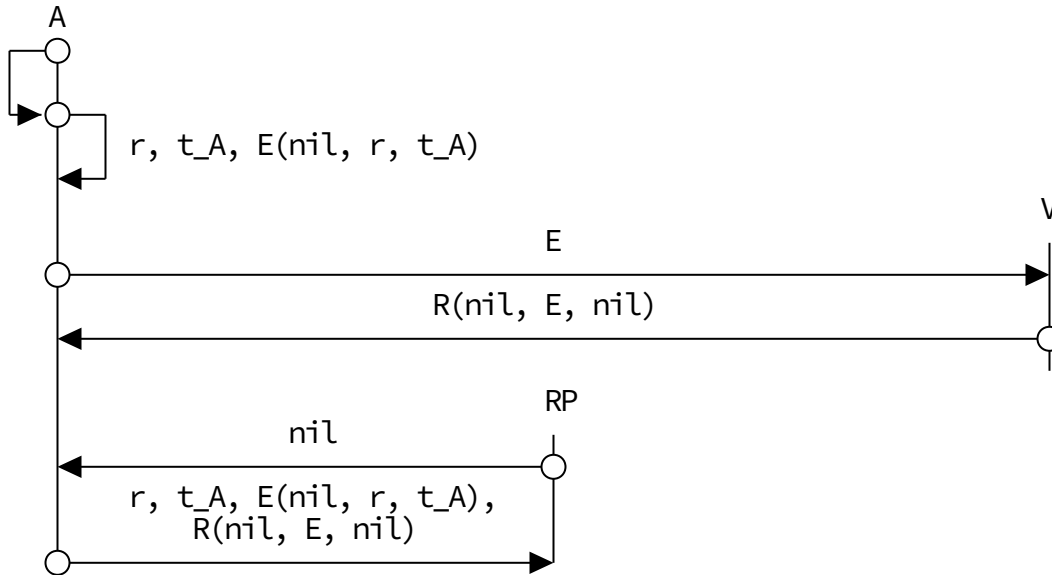 A
r, t_A, E(nil, r, t_A)
V
E
R(nil, E, nil)
RP
nil
r, t_A, E(nil, r, t_A),
R(nil, E, nil)